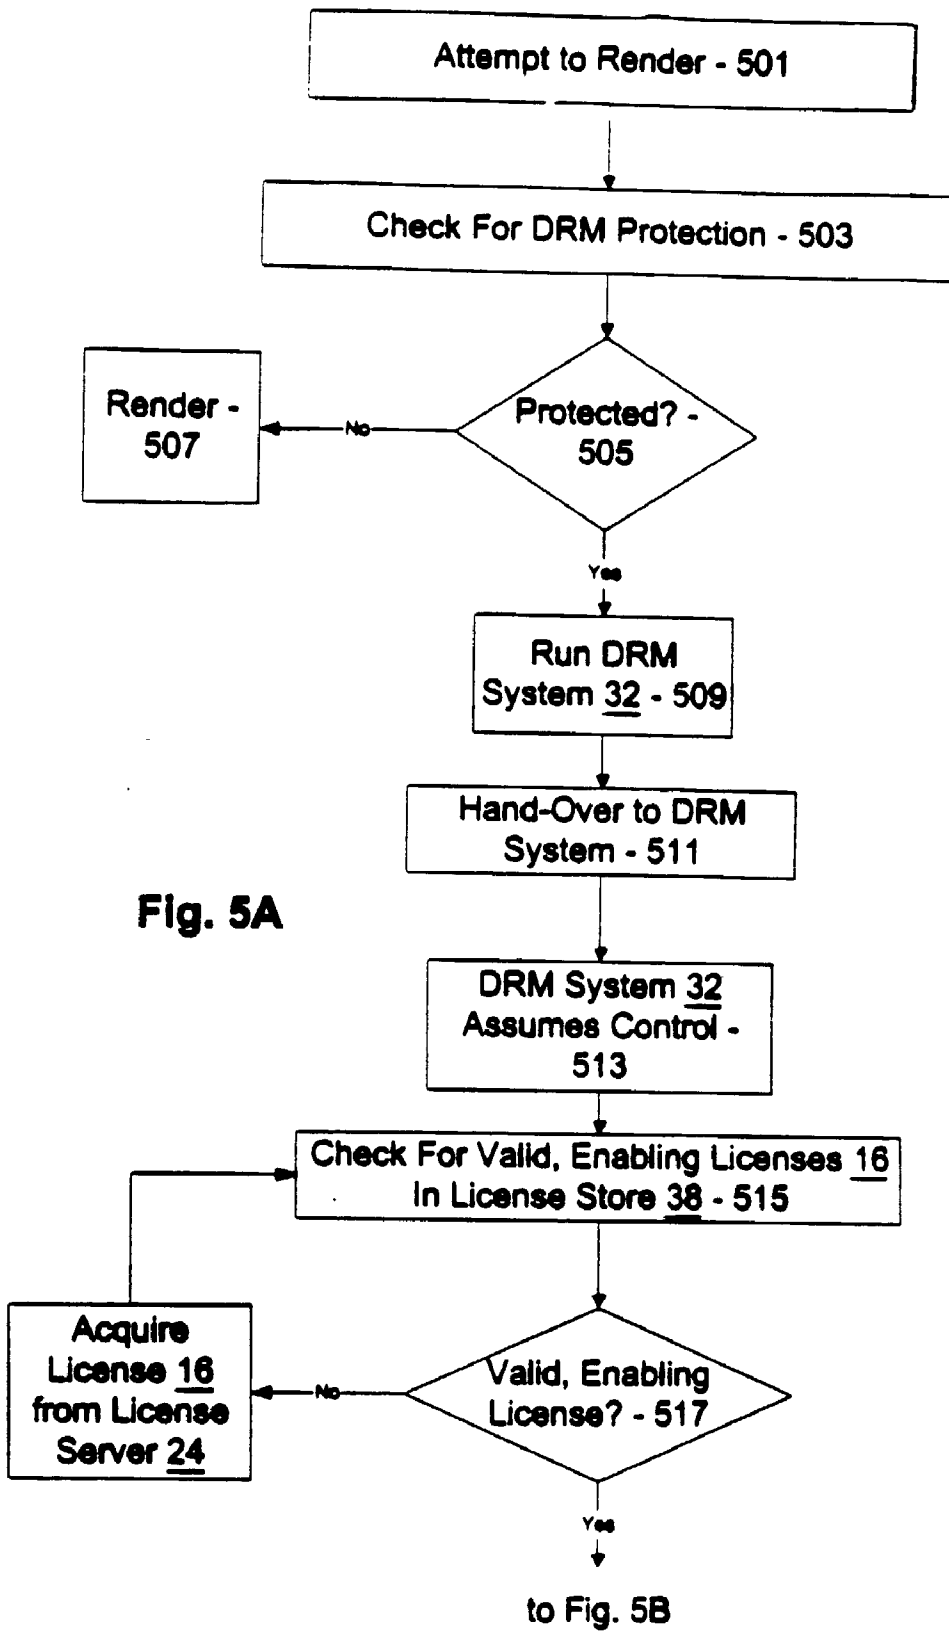 Attempt to Render - 501
Check For DRM Protection - 503
Protected? -
505
No
Render -
507
Yes
Run DRM
System 32 - 509
Hand-Over to DRM
System - 511
Fig. 5A
DRM System 32
Assumes Control -
513
Check For Valid, Enabling Licenses 16
In License Store 38 - 515
Valid, Enabling
License? - 517
No
Acquire
License 16
from License
Server 24
Yes
to Fig. 5B